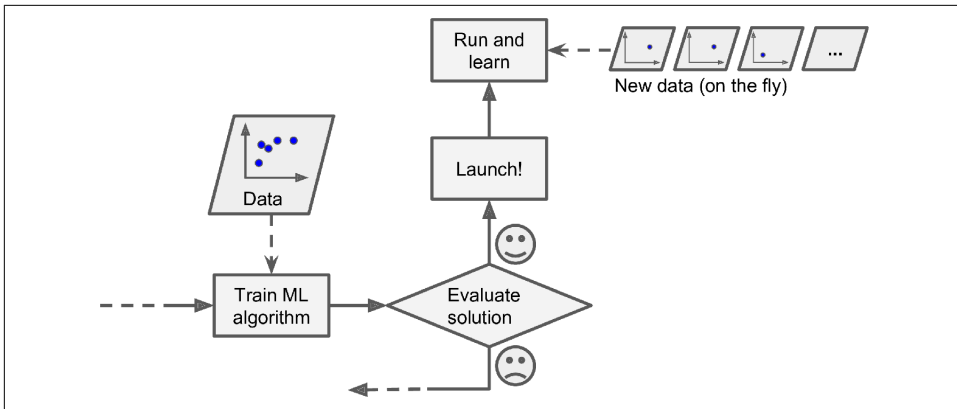 Run and
learn
...
New data (on the fly)
Launch!
Data
Train ML
algorithm
Evaluate
solution